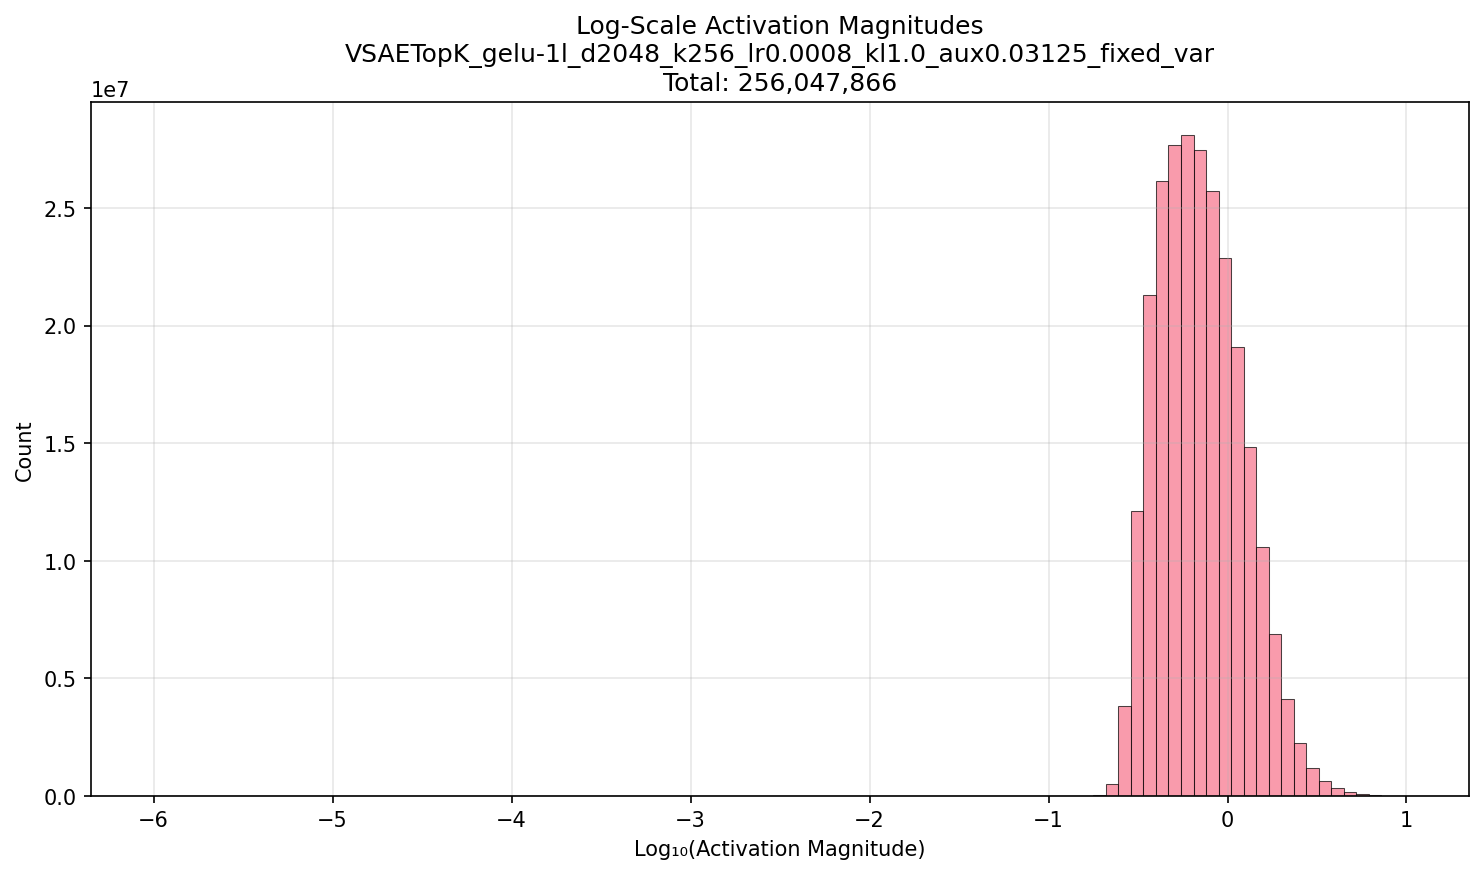 Log-Scale Activation Magnitudes
VSAETopK_gelu-1l_d2048_k256_lr0.0008_kl1.0_aux0.03125_fixed_var
Total: 256,047,866
1e7
2.5
2.0
1.5
1.0
0.5
0.0
Count
−6 −5 −4 −3 −2 −1 0 1
Log₁₀(Activation Magnitude)